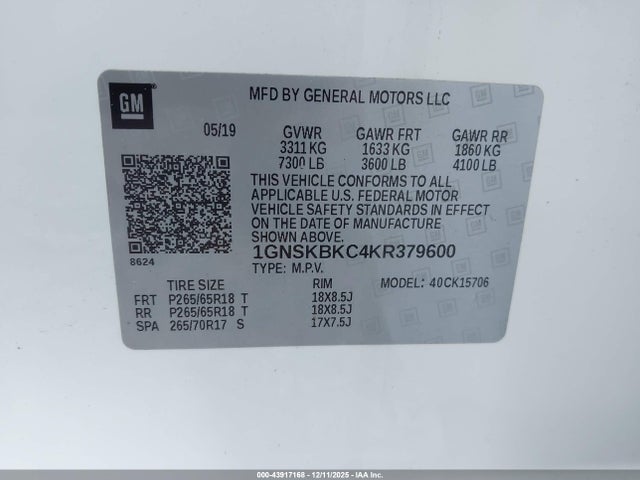 GM
MFD BY GENERAL MOTORS LLC
05/19 GVWR GAWR FRT GAWR RR
3311 KG 1633 KG 1860 KG
7300 LB 3600 LB 4100 LB
THIS VEHICLE CONFORMS TO ALL
APPLICABLE U.S. FEDERAL MOTOR
VEHICLE SAFETY STANDARDS IN EFFECT
ON THE DATE OF MANUFACTURE
SHOWN ABOVE.
8624
1GNSKBKC4KR379600
TYPE: M.P.V.
TIRE SIZE RIM MODEL: 40CK15706
FRT P265/65R18 T 18X8.5J
RR P265/65R18 T 18X8.5J
SPA 265/70R17 S 17X7.5J
000-43917168 - 12/11/2025 - IAA Inc.